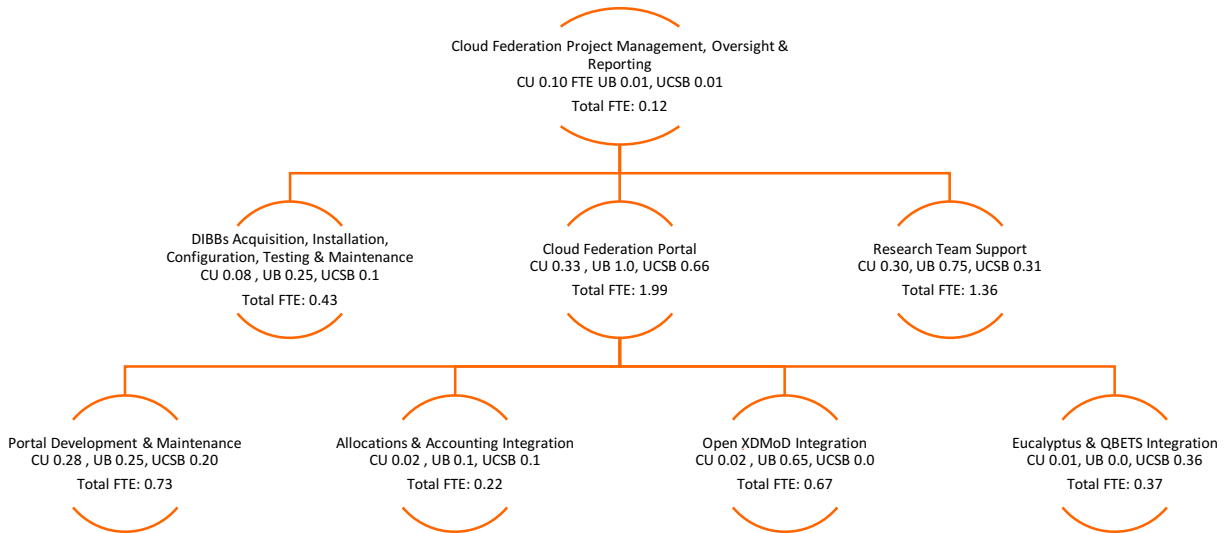 Cloud Federation Project Management, Oversight &
Reporting
CU 0.10 FTE UB 0.01, UCSB 0.01
Total FTE: 0.12
DIBBs Acquisition, Installation,
Configuration, Testing & Maintenance
CU 0.08 , UB 0.25, UCSB 0.1
Total FTE: 0.43
Cloud Federation Portal
CU 0.33 , UB 1.0, UCSB 0.66
Total FTE: 1.99
Research Team Support
CU 0.30, UB 0.75, UCSB 0.31
Total FTE: 1.36
Portal Development & Maintenance
CU 0.28 , UB 0.25, UCSB 0.20
Total FTE: 0.73
Allocations & Accounting Integration
CU 0.02 , UB 0.1, UCSB 0.1
Total FTE: 0.22
Open XDMoD Integration
CU 0.02 , UB 0.65, UCSB 0.0
Total FTE: 0.67
Eucalyptus & QBETS Integration
CU 0.01, UB 0.0, UCSB 0.36
Total FTE: 0.37